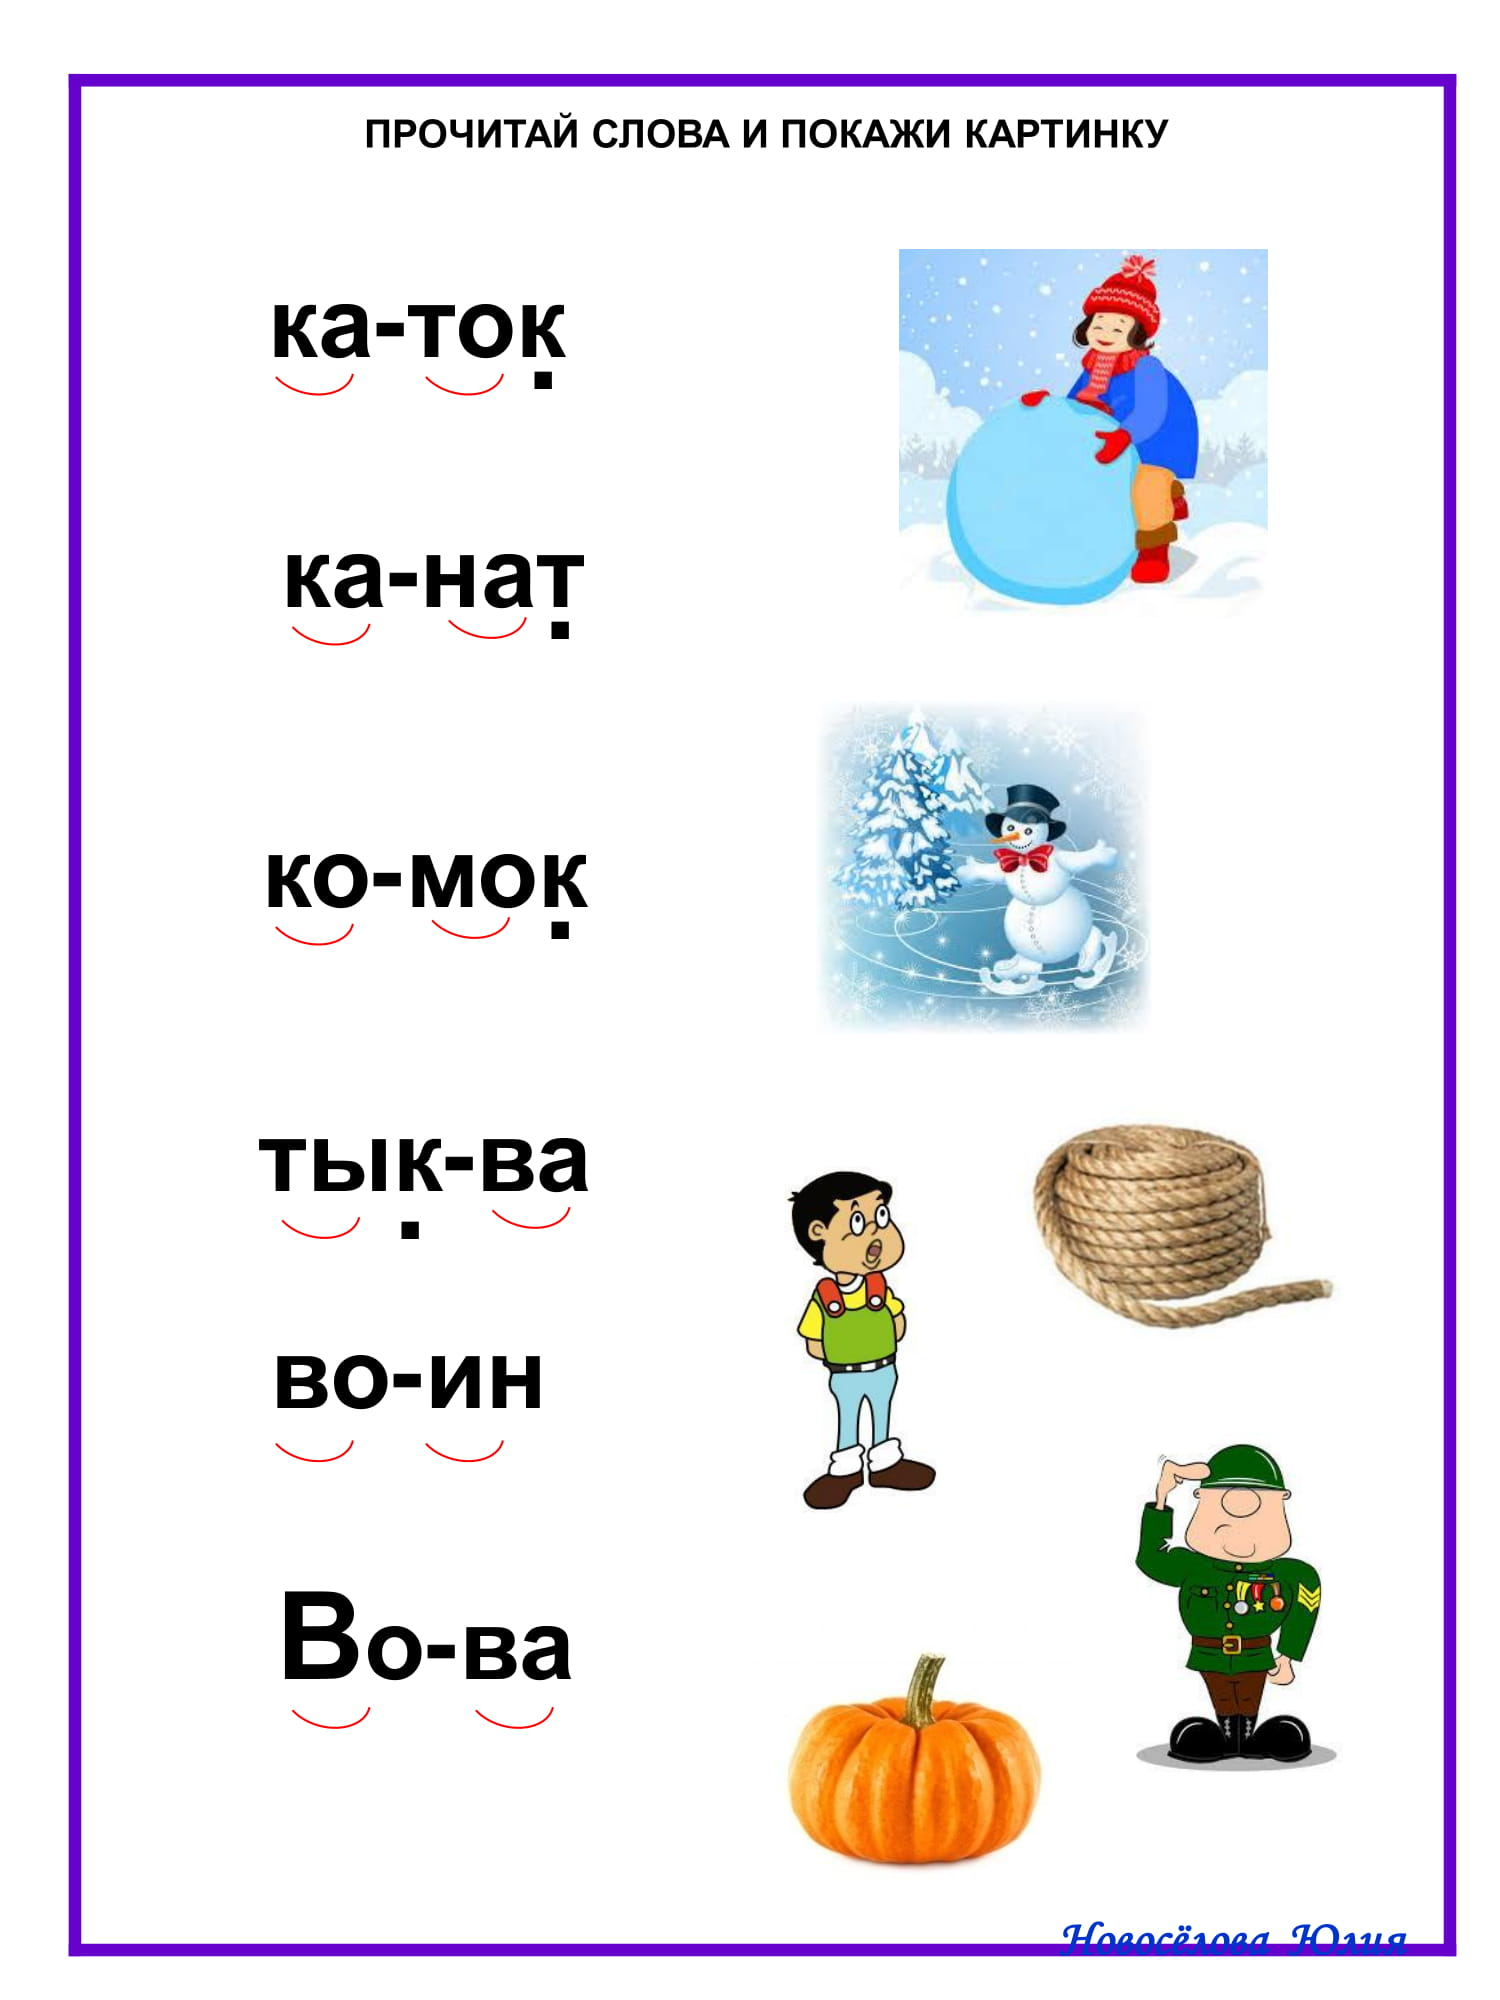 ПРОЧИТАЙ СЛОВА И ПОКАЖИ КАРТИНКУ
ка-ток
ка-нат
ко-мок
тык-ва
во-ин
Во-ва
Новосёлова Юлия